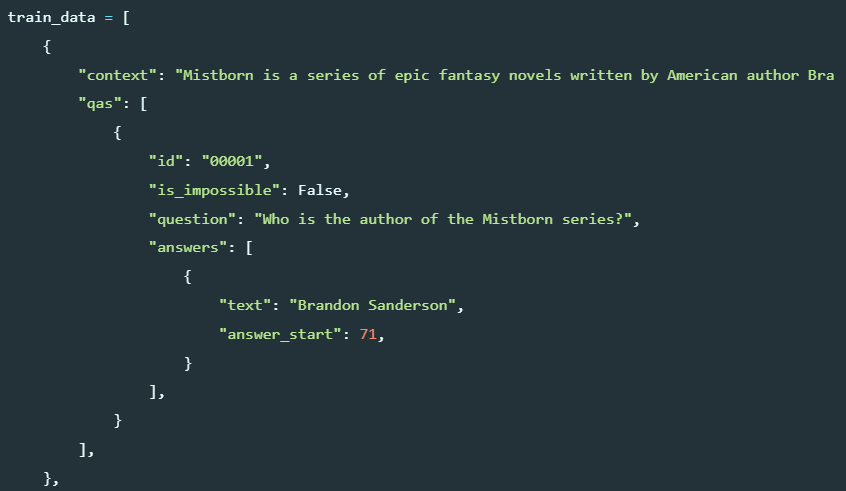 train_data = [
    {
        "context": "Mistborn is a series of epic fantasy novels written by American author Bra
        "qas": [
            {
                "id": "00001",
                "is_impossible": False,
                "question": "Who is the author of the Mistborn series?",
                "answers": [
                    {
                        "text": "Brandon Sanderson",
                        "answer_start": 71,
                    }
                ],
            }
        ],
    },